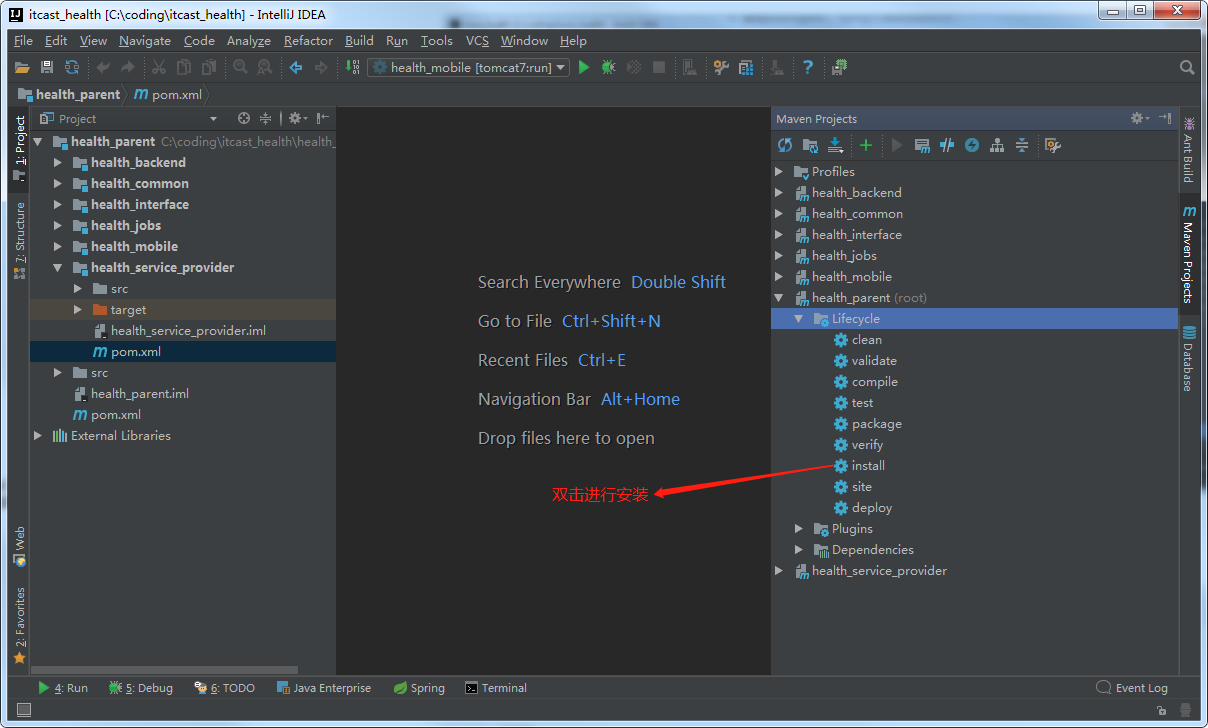 itcast_health [C:\coding\itcast_health] - IntelliJ IDEA
File Edit View Navigate Code Analyze Refactor Build Run Tools VCS Window Help
health_mobile [tomcat7:run]
health_parent pom.xml
1: Project
7: Structure
Web
2: Favorites
Project
health_parent C:\coding\itcast_health\health_
health_backend
health_common
health_interface
health_jobs
health_mobile
health_service_provider
src
target
health_service_provider.iml
pom.xml
src
health_parent.iml
pom.xml
External Libraries
Search Everywhere Double Shift
Go to File Ctrl+Shift+N
Recent Files Ctrl+E
Navigation Bar Alt+Home
Drop files here to open
双击进行安装
Maven Projects
Profiles
health_backend
health_common
health_interface
health_jobs
health_mobile
health_parent (root)
Lifecycle
clean
validate
compile
test
package
verify
install
site
deploy
Plugins
Dependencies
health_service_provider
Ant Build
Maven Projects
Database
4: Run 5: Debug 6: TODO Java Enterprise Spring Terminal Event Log